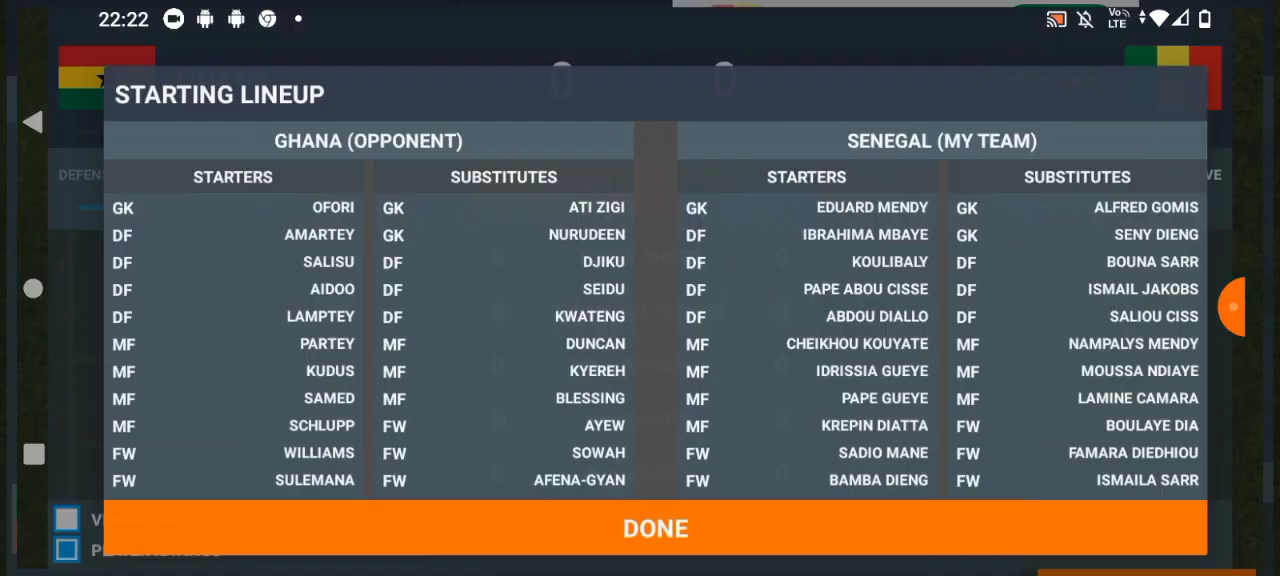 22:22
Vo LTE
GHANA
0 0
STARTING LINEUP
GHANA (OPPONENT) SENEGAL (MY TEAM)
STARTERS SUBSTITUTES STARTERS SUBSTITUTES
GK OFORI GK ATI ZIGI GK EDUARD MENDY GK ALFRED GOMIS
DF AMARTEY GK NURUDEEN DF IBRAHIMA MBAYE GK SENY DIENG
DF SALISU DF DJIKU DF KOULIBALY DF BOUNA SARR
DF AIDOO DF SEIDU DF PAPE ABOU CISSE DF ISMAIL JAKOBS
DF LAMPTEY DF KWATENG DF ABDOU DIALLO DF SALIOU CISS
MF PARTEY MF DUNCAN MF CHEIKHOU KOUYATE MF NAMPALYS MENDY
MF KUDUS MF KYEREH MF IDRISSIA GUEYE MF MOUSSA NDIAYE
MF SAMED MF BLESSING MF PAPE GUEYE MF LAMINE CAMARA
MF SCHLUPP FW AYEW MF KREPIN DIATTA FW BOULAYE DIA
FW WILLIAMS FW SOWAH FW SADIO MANE FW FAMARA DIEDHIOU
FW SULEMANA FW AFENA-GYAN FW BAMBA DIENG FW ISMAILA SARR
DONE